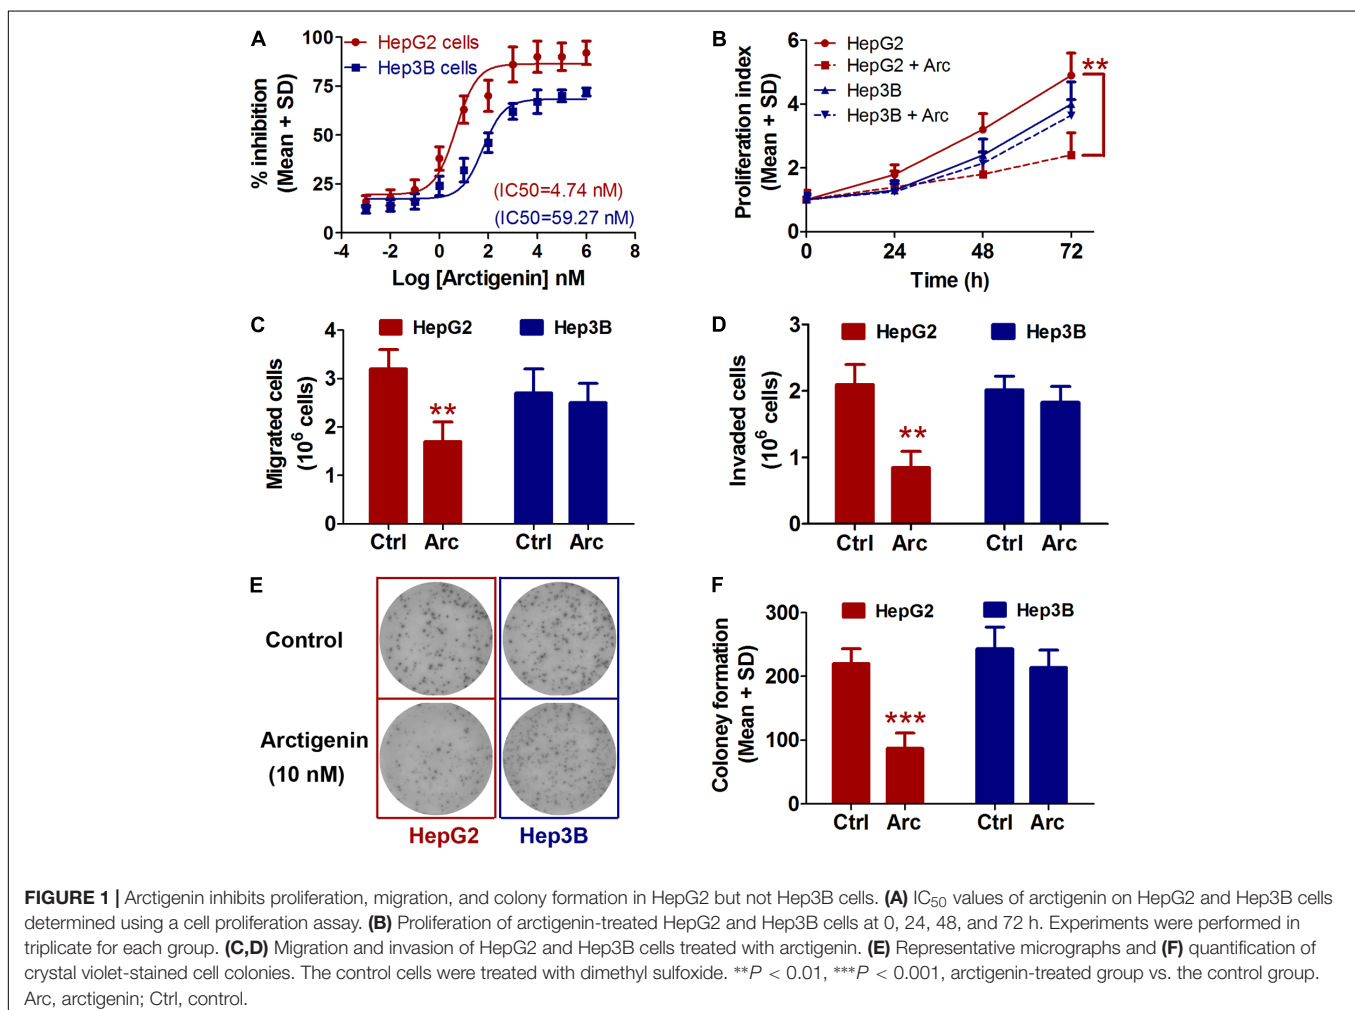 A
100
75
50
25
0
% inhibition
(Mean + SD)
HepG2 cells
Hep3B cells
(IC50=4.74 nM)
(IC50=59.27 nM)
-4 -2 0 2 4 6 8
Log [Arctigenin] nM
B
6
4
2
0
Proliferation index
(Mean + SD)
HepG2
HepG2 + Arc
Hep3B
Hep3B + Arc
**
0 24 48 72
Time (h)
C
4
3
2
1
0
Migrated cells
(10⁶ cells)
HepG2 Hep3B
**
Ctrl Arc Ctrl Arc
D
3
2
1
0
Invaded cells
(10⁶ cells)
HepG2 Hep3B
**
Ctrl Arc Ctrl Arc
E
Control
Arctigenin
(10 nM)
HepG2 Hep3B
F
300
200
100
0
Coloney formation
(Mean + SD)
HepG2 Hep3B
***
Ctrl Arc Ctrl Arc
FIGURE 1 | Arctigenin inhibits proliferation, migration, and colony formation in HepG2 but not Hep3B cells. (A) IC₅₀ values of arctigenin on HepG2 and Hep3B cells
determined using a cell proliferation assay. (B) Proliferation of arctigenin-treated HepG2 and Hep3B cells at 0, 24, 48, and 72 h. Experiments were performed in
triplicate for each group. (C,D) Migration and invasion of HepG2 and Hep3B cells treated with arctigenin. (E) Representative micrographs and (F) quantification of
crystal violet-stained cell colonies. The control cells were treated with dimethyl sulfoxide. **P < 0.01, ***P < 0.001, arctigenin-treated group vs. the control group.
Arc, arctigenin; Ctrl, control.